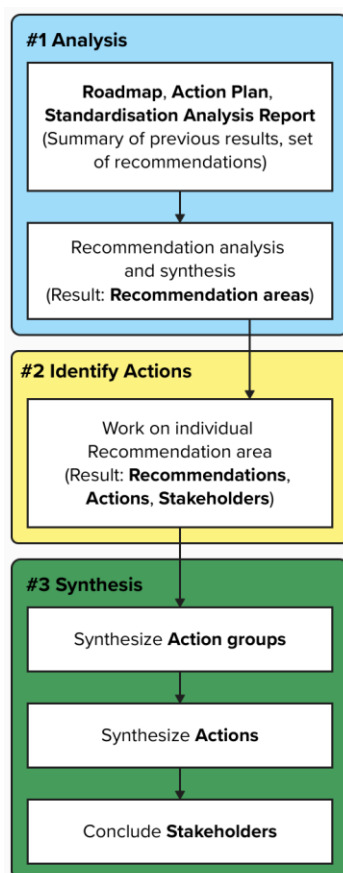 #1 Analysis
Roadmap, Action Plan,
Standardisation Analysis Report
(Summary of previous results, set
of recommendations)
Recommendation analysis
and synthesis
(Result: Recommendation areas)
#2 Identify Actions
Work on individual
Recommendation area
(Result: Recommendations,
Actions, Stakeholders)
#3 Synthesis
Synthesize Action groups
Synthesize Actions
Conclude Stakeholders